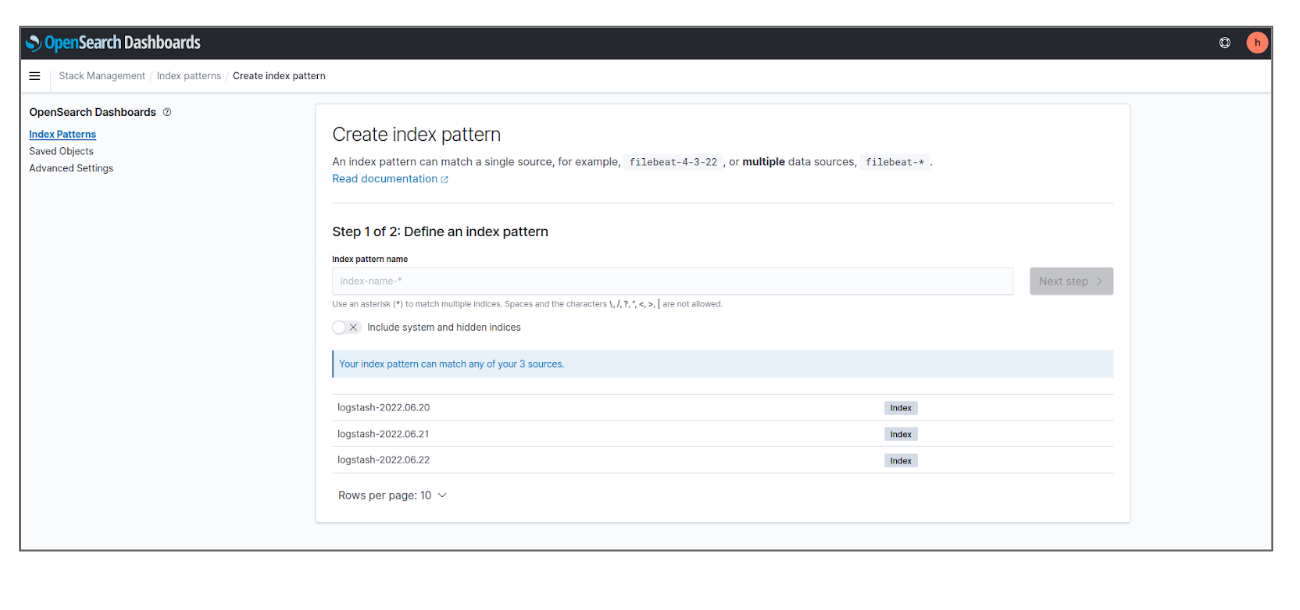 OpenSearch Dashboards
h
Stack Management / Index patterns / Create index pattern
OpenSearch Dashboards
Index Patterns
Saved Objects
Advanced Settings
Create index pattern
An index pattern can match a single source, for example, filebeat-4-3-22 , or multiple data sources, filebeat-* .
Read documentation
Step 1 of 2: Define an index pattern
Index pattern name
index-name-*
Next step
Use an asterisk (*) to match multiple indices. Spaces and the characters \, /, ?, ", <, >, | are not allowed.
Include system and hidden indices
Your index pattern can match any of your 3 sources.
logstash-2022.06.20 Index
logstash-2022.06.21 Index
logstash-2022.06.22 Index
Rows per page: 10